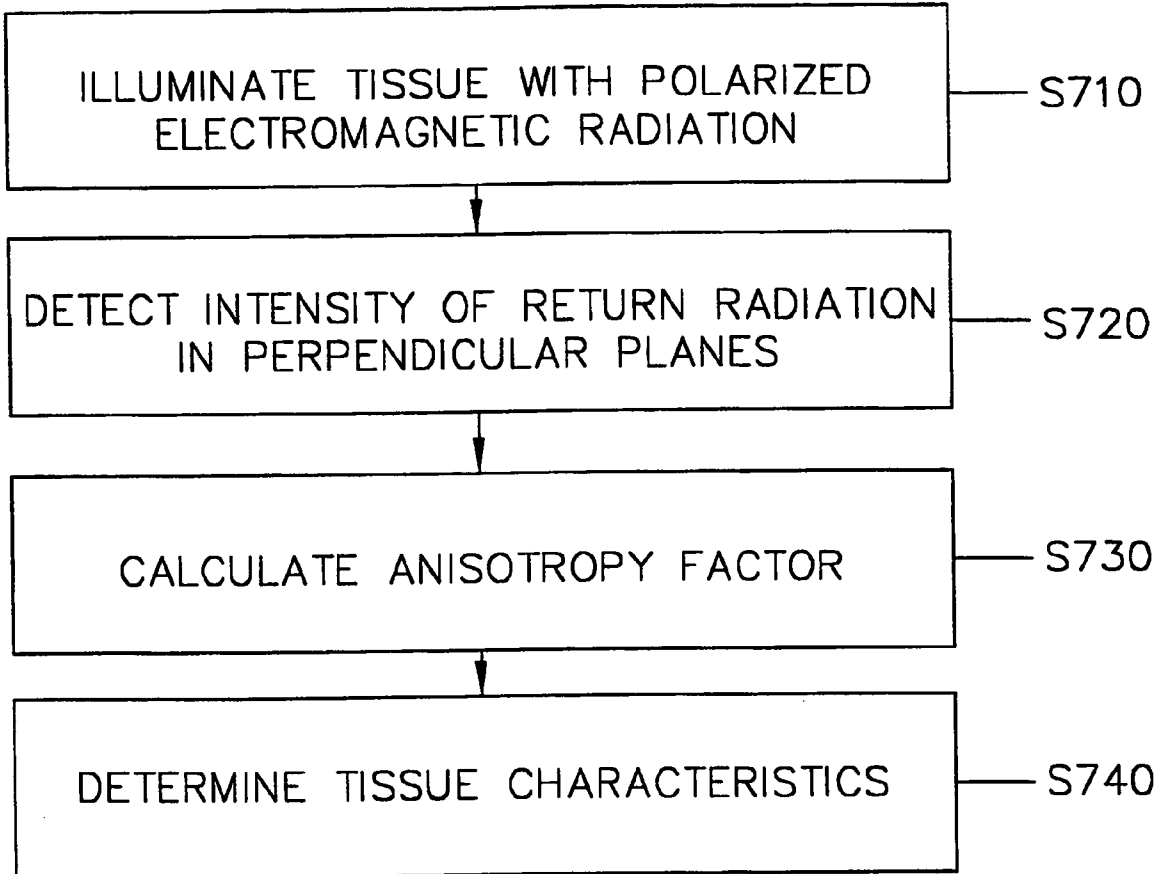 ILLUMINATE TISSUE WITH POLARIZED
ELECTROMAGNETIC RADIATION
S710
DETECT INTENSITY OF RETURN RADIATION
IN PERPENDICULAR PLANES
S720
CALCULATE ANISOTROPY FACTOR
S730
DETERMINE TISSUE CHARACTERISTICS
S740